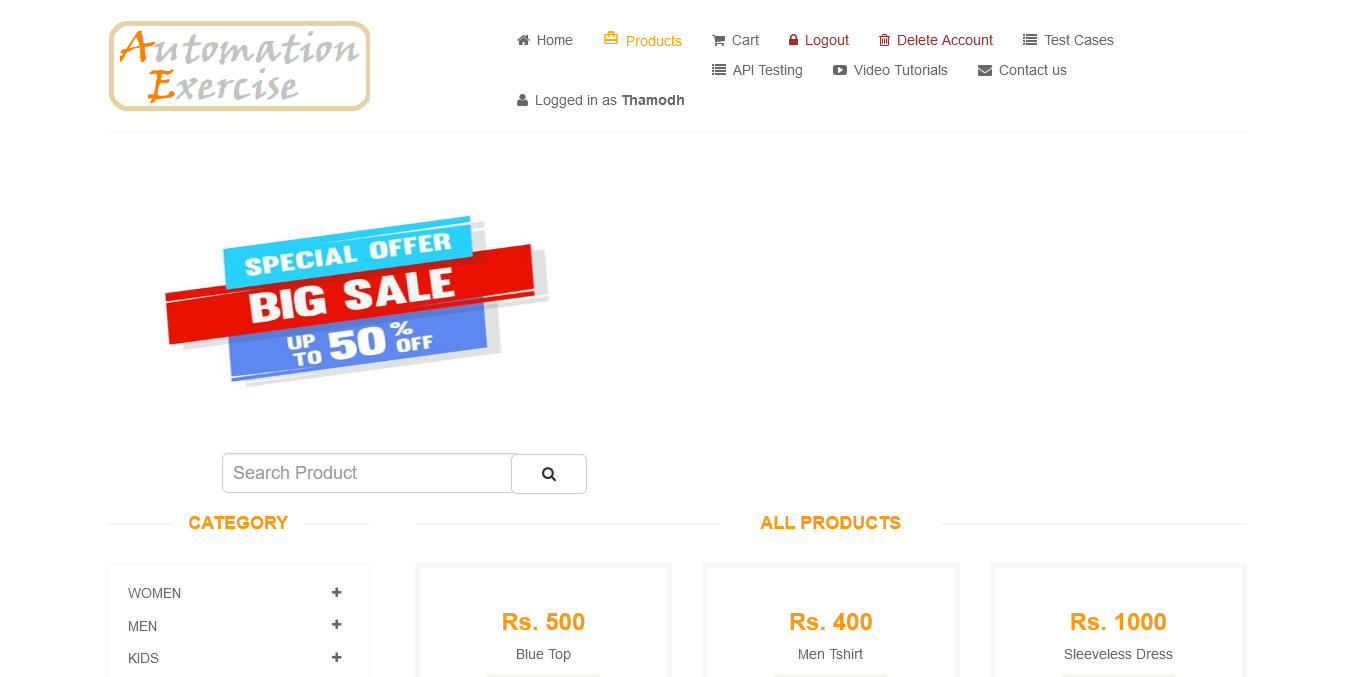 Automation
Exercise
Home Products Cart Logout Delete Account Test Cases
API Testing Video Tutorials Contact us
Logged in as Thamodh
SPECIAL OFFER
BIG SALE
UP TO 50% OFF
Search Product
CATEGORY
ALL PRODUCTS
WOMEN
MEN
KIDS
Rs. 500
Blue Top
Rs. 400
Men Tshirt
Rs. 1000
Sleeveless Dress